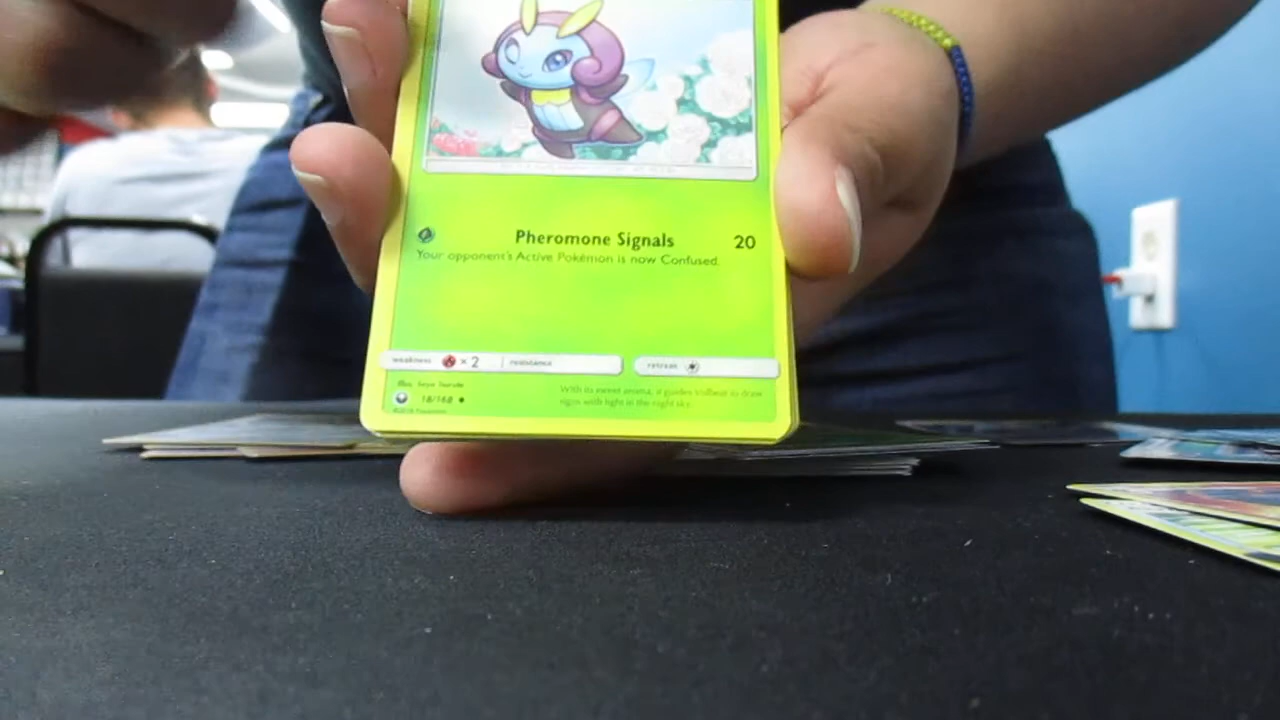 Pheromone Signals 20
Your opponent's Active Pokémon is now Confused.
weakness × 2 resistance retreat
18/168
With its sweet aroma, it guides Volbeat to draw
signs with light in the night sky.